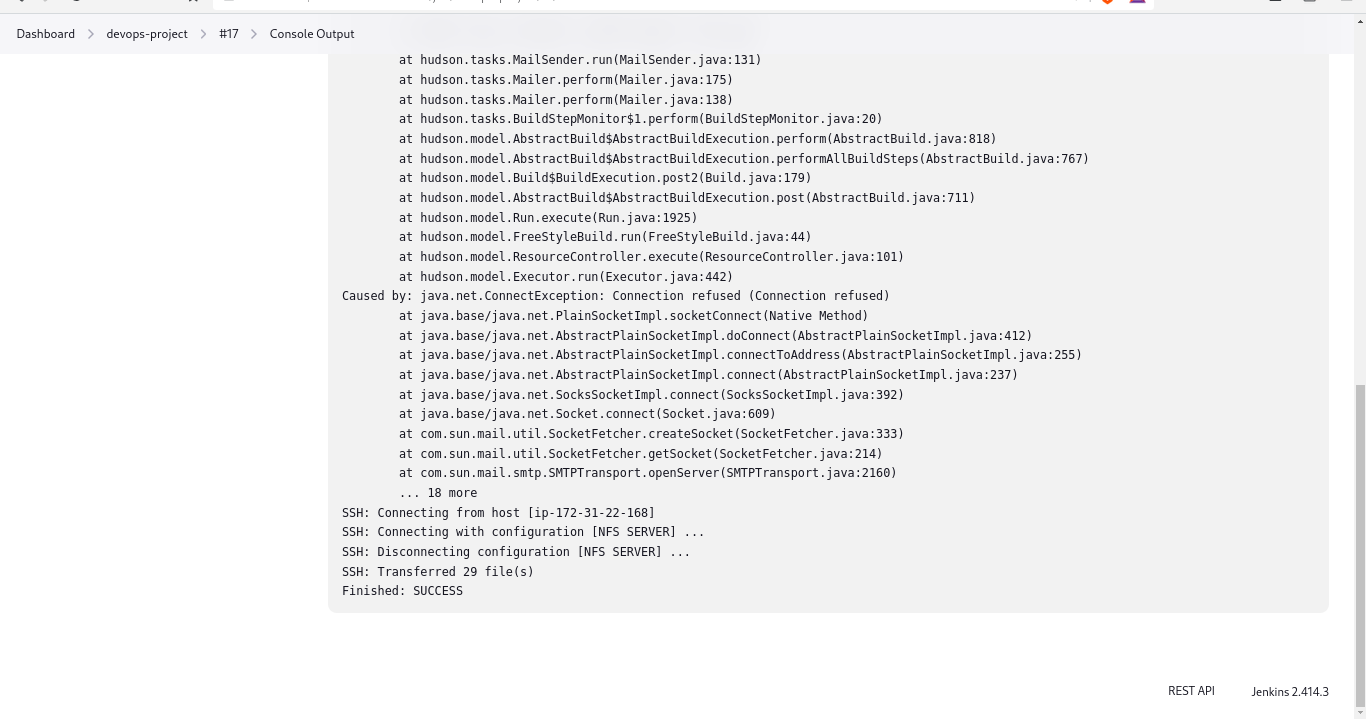 Dashboard > devops-project > #17 > Console Output
at hudson.tasks.MailSender.run(MailSender.java:131)
at hudson.tasks.Mailer.perform(Mailer.java:175)
at hudson.tasks.Mailer.perform(Mailer.java:138)
at hudson.tasks.BuildStepMonitor$1.perform(BuildStepMonitor.java:20)
at hudson.model.AbstractBuild$AbstractBuildExecution.perform(AbstractBuild.java:818)
at hudson.model.AbstractBuild$AbstractBuildExecution.performAllBuildSteps(AbstractBuild.java:767)
at hudson.model.Build$BuildExecution.post2(Build.java:179)
at hudson.model.AbstractBuild$AbstractBuildExecution.post(AbstractBuild.java:711)
at hudson.model.Run.execute(Run.java:1925)
at hudson.model.FreeStyleBuild.run(FreeStyleBuild.java:44)
at hudson.model.ResourceController.execute(ResourceController.java:101)
at hudson.model.Executor.run(Executor.java:442)
Caused by: java.net.ConnectException: Connection refused (Connection refused)
at java.base/java.net.PlainSocketImpl.socketConnect(Native Method)
at java.base/java.net.AbstractPlainSocketImpl.doConnect(AbstractPlainSocketImpl.java:412)
at java.base/java.net.AbstractPlainSocketImpl.connectToAddress(AbstractPlainSocketImpl.java:255)
at java.base/java.net.AbstractPlainSocketImpl.connect(AbstractPlainSocketImpl.java:237)
at java.base/java.net.SocksSocketImpl.connect(SocksSocketImpl.java:392)
at java.base/java.net.Socket.connect(Socket.java:609)
at com.sun.mail.util.SocketFetcher.createSocket(SocketFetcher.java:333)
at com.sun.mail.util.SocketFetcher.getSocket(SocketFetcher.java:214)
at com.sun.mail.smtp.SMTPTransport.openServer(SMTPTransport.java:2160)
... 18 more
SSH: Connecting from host [ip-172-31-22-168]
SSH: Connecting with configuration [NFS SERVER] ...
SSH: Disconnecting configuration [NFS SERVER] ...
SSH: Transferred 29 file(s)
Finished: SUCCESS
REST API Jenkins 2.414.3